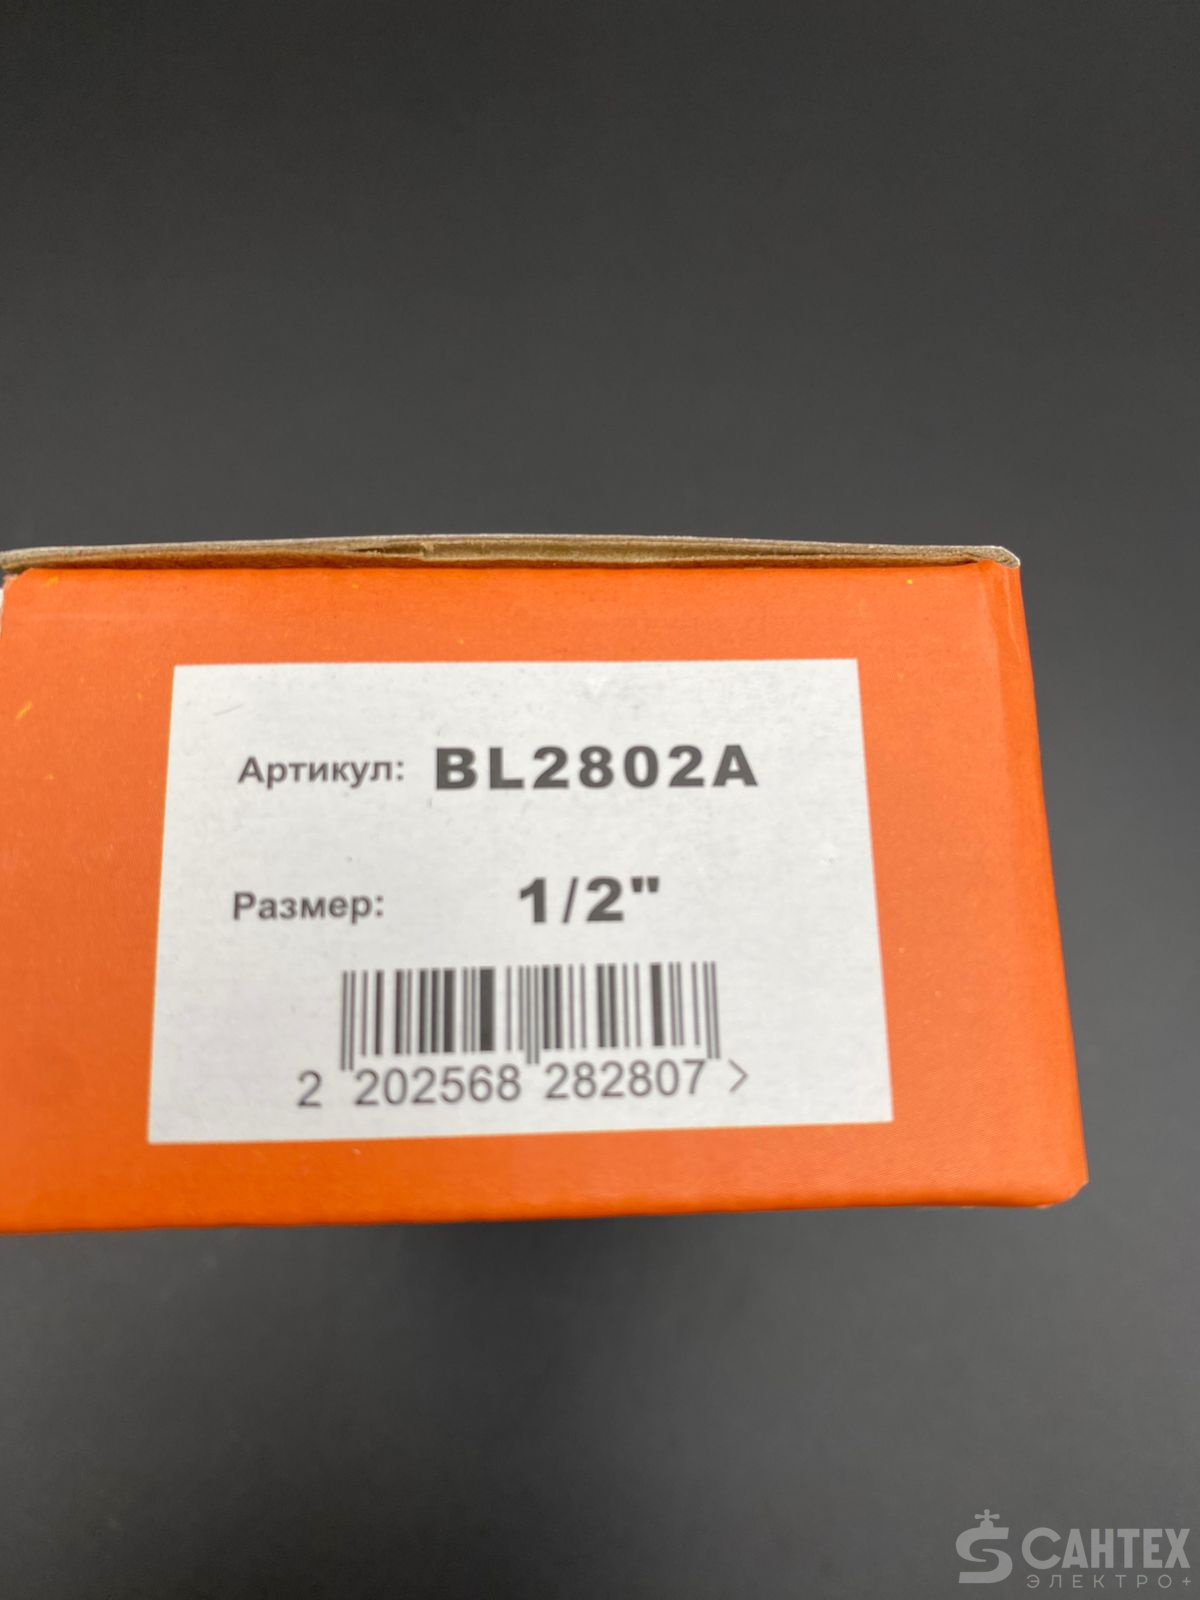 Артикул: BL2802A
Размер: 1/2"
2 202568 282807 >
САНТЕХ
ЭЛЕКТРО+